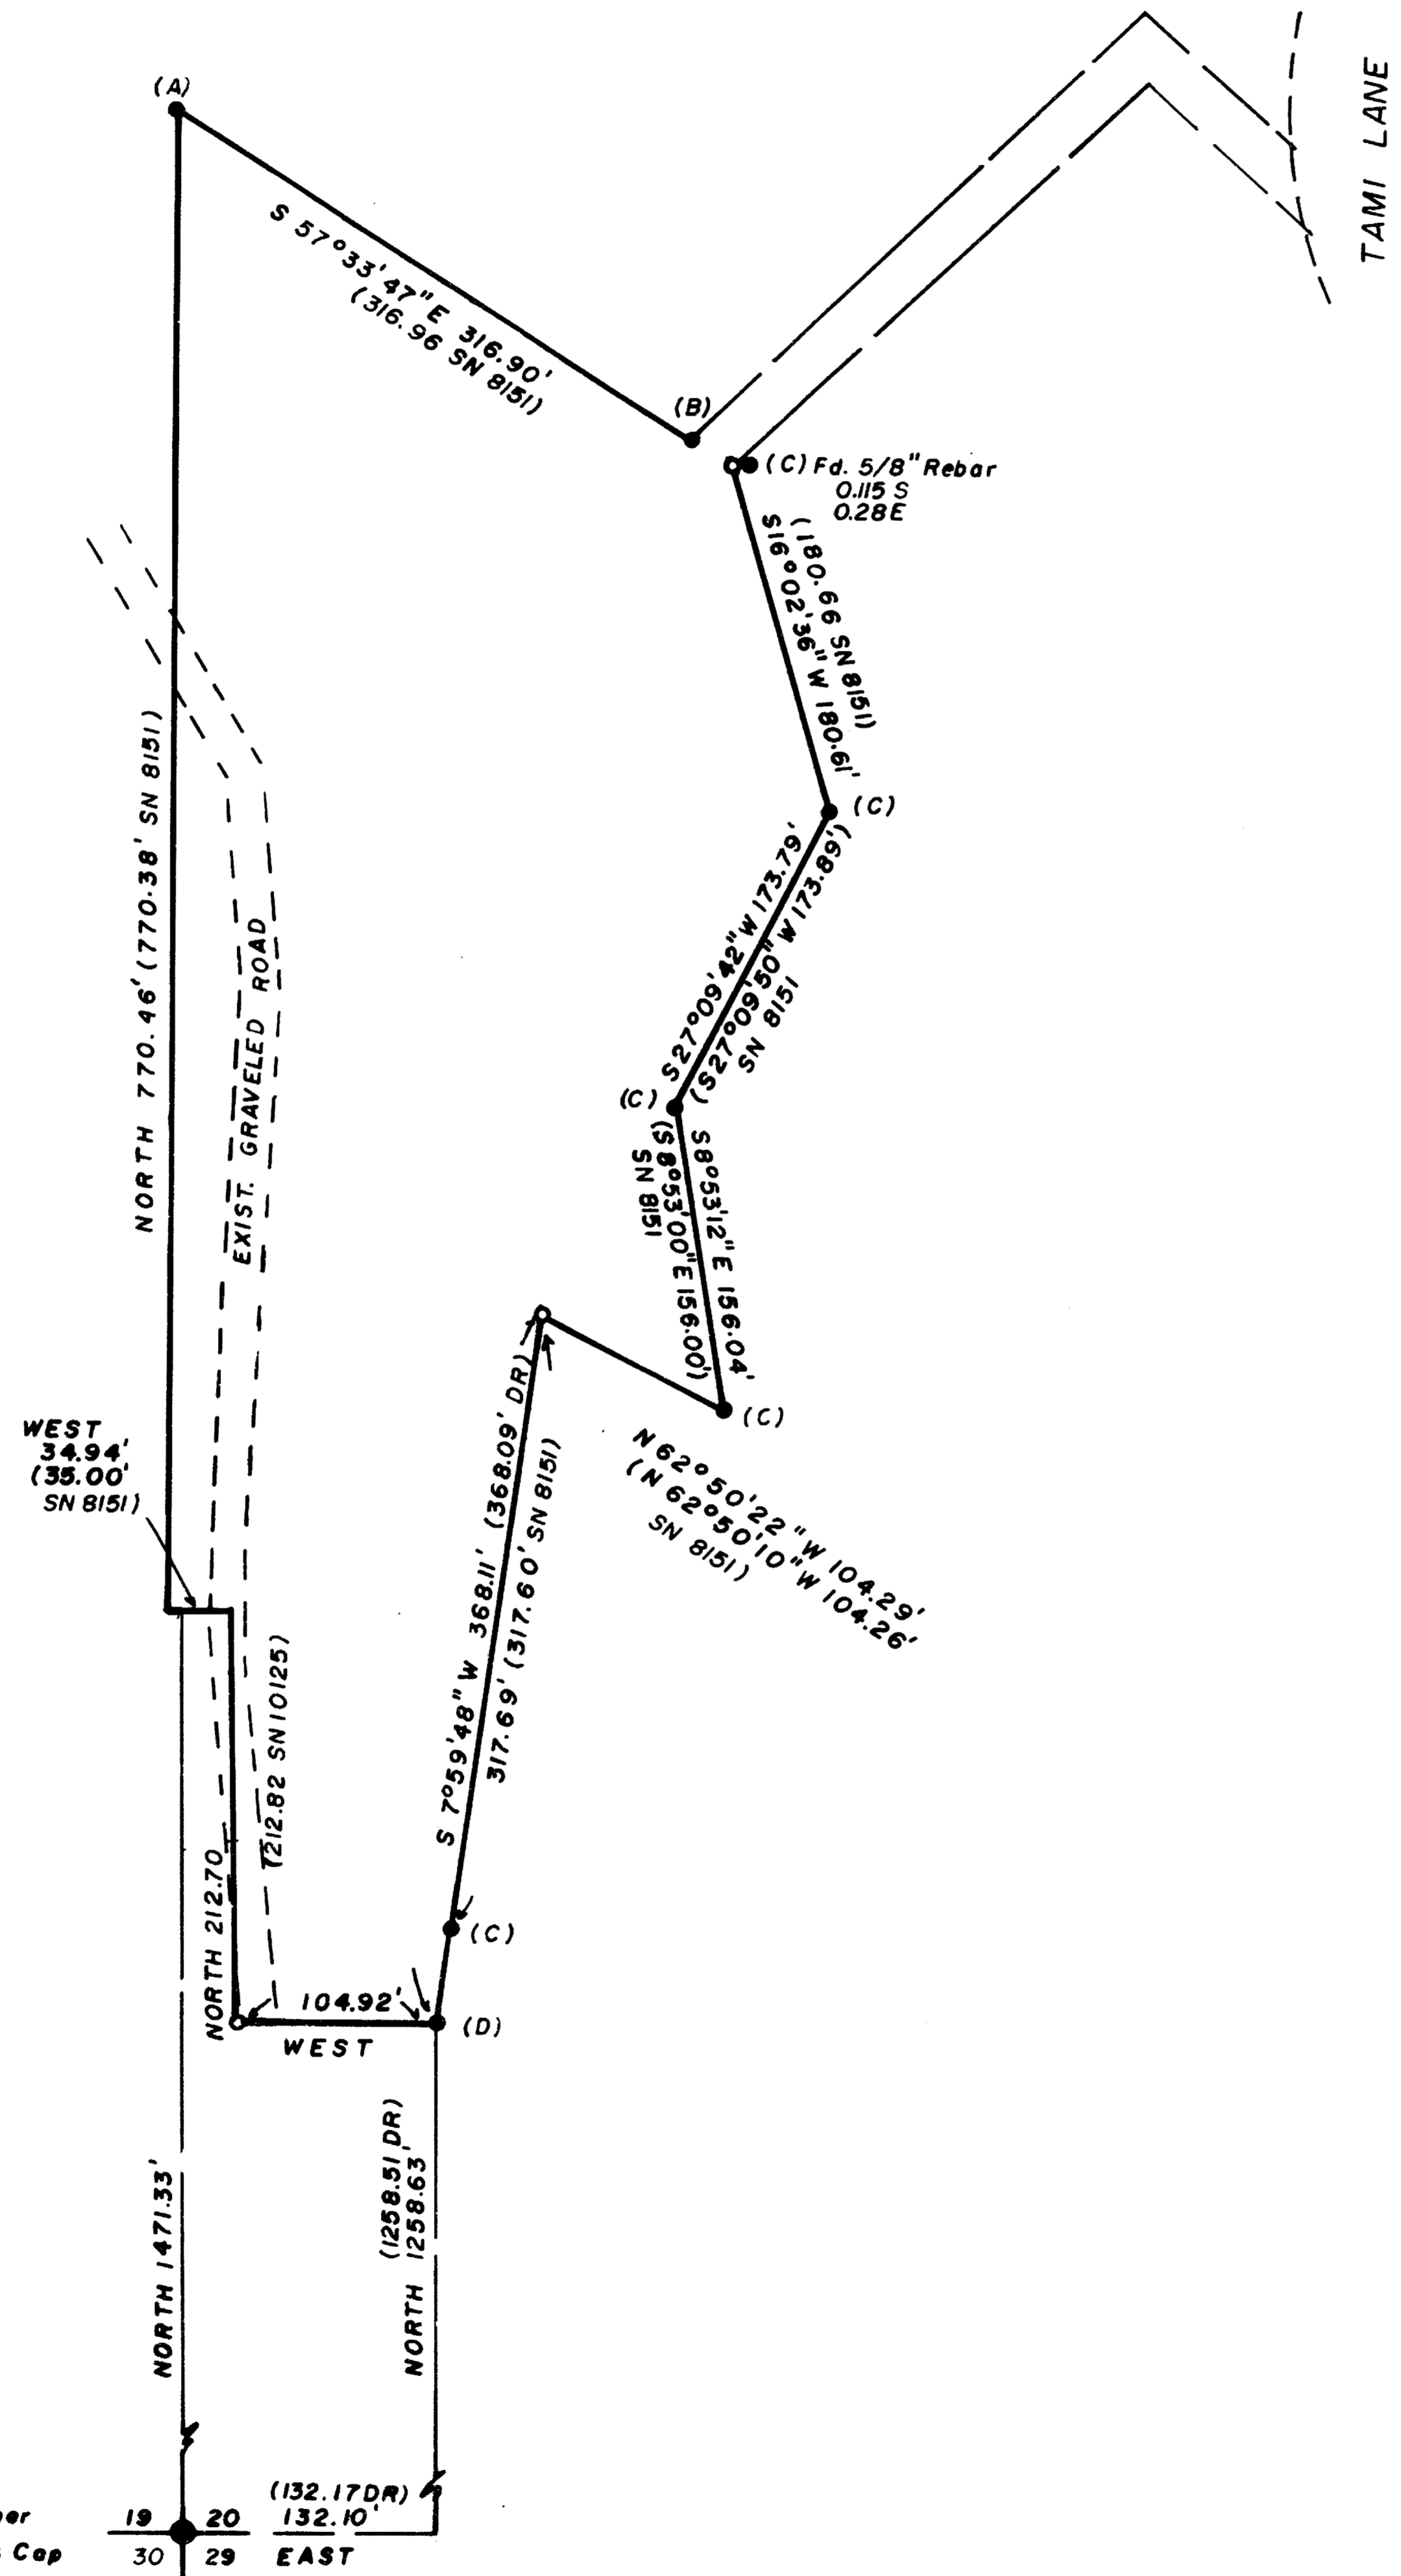 TAMI LANE
(A)
S 57°33'47"E 316.90'
(316.96 SN 8151)
(B)
(C) Fd. 5/8" Rebar
0.115 S
0.28E
(180.66 SN 8151)
S16°02'36"W 180.61'
(C)
NORTH 770.46' (770.38' SN 8151)
EXIST. GRAVELED ROAD
S27°09'42"W 173.79'
(S27°09'50"W 173.89')
SN 8151
(C)
S8°53'12"E 156.04'
(S 8°53'00"E 156.00')
SN 8151
(C)
N 62°50'22"W 104.29'
(N 62°50'10"W 104.26'
SN 8151)
WEST
34.94'
(35.00'
SN 8151)
S 7°59'48"W 368.11' (368.09' DR)
317.69' (317.60' SN 8151)
(212.82 SN10125)
NORTH 212.70
(C)
104.92'
WEST
(D)
(1258.51 DR)
NORTH 1258.63'
NORTH 1471.33'
(132.17 DR)
19 20 132.10'
Cap 30 29 EAST